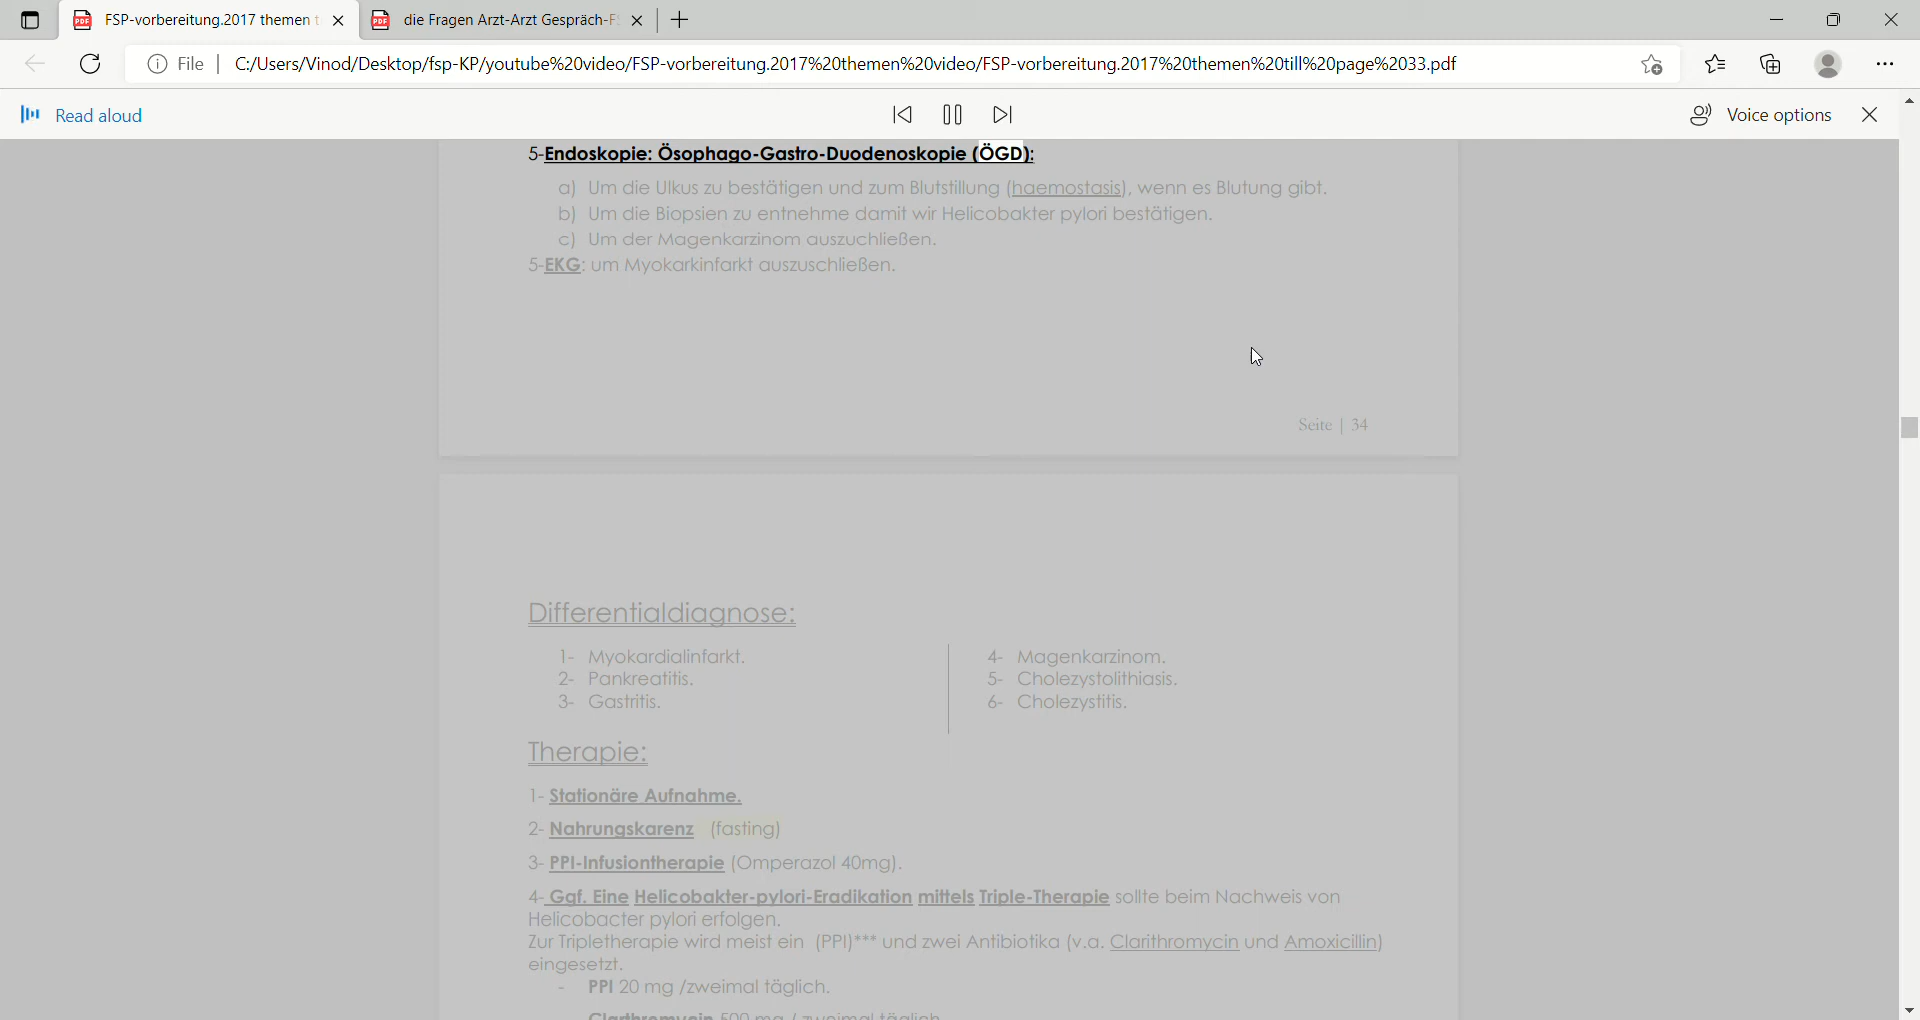 FSP-vorbereitung.2017 themen t
die Fragen Arzt-Arzt Gespräch-FS
File
C:/Users/Vinod/Desktop/fsp-KP/youtube%20video/FSP-vorbereitung.2017%20themen%20video/FSP-vorbereitung.2017%20themen%20till%20page%2033.pdf
Read aloud
Voice options
5-Endoskopie: Ösophago-Gastro-Duodenoskopie (ÖGD):
a) Um die Ulkus zu bestätigen und zum Blutstillung (haemostasis), wenn es Blutung gibt.
b) Um die Biopsien zu entnehme damit wir Helicobakter pylori bestätigen.
c) Um der Magenkarzinom auszuchließen.
5-EKG: um Myokarkinfarkt auszuschließen.
Seite | 34
Differentialdiagnose:
1- Myokardialinfarkt.
2- Pankreatitis.
3- Gastritis.
4- Magenkarzinom.
5- Cholezystolithiasis.
6- Cholezystitis.
Therapie:
1- Stationäre Aufnahme.
2- Nahrungskarenz (fasting)
3- PPI-Infusiontherapie (Omperazol 40mg).
4- Ggf. Eine Helicobakter-pylori-Eradikation mittels Triple-Therapie sollte beim Nachweis von
Helicobacter pylori erfolgen.
Zur Tripletherapie wird meist ein (PPI)*** und zwei Antibiotika (v.a. Clarithromycin und Amoxicillin)
eingesetzt.
- PPI 20 mg /zweimal täglich.
Clarthromycin 500 mg / zweimal täglich